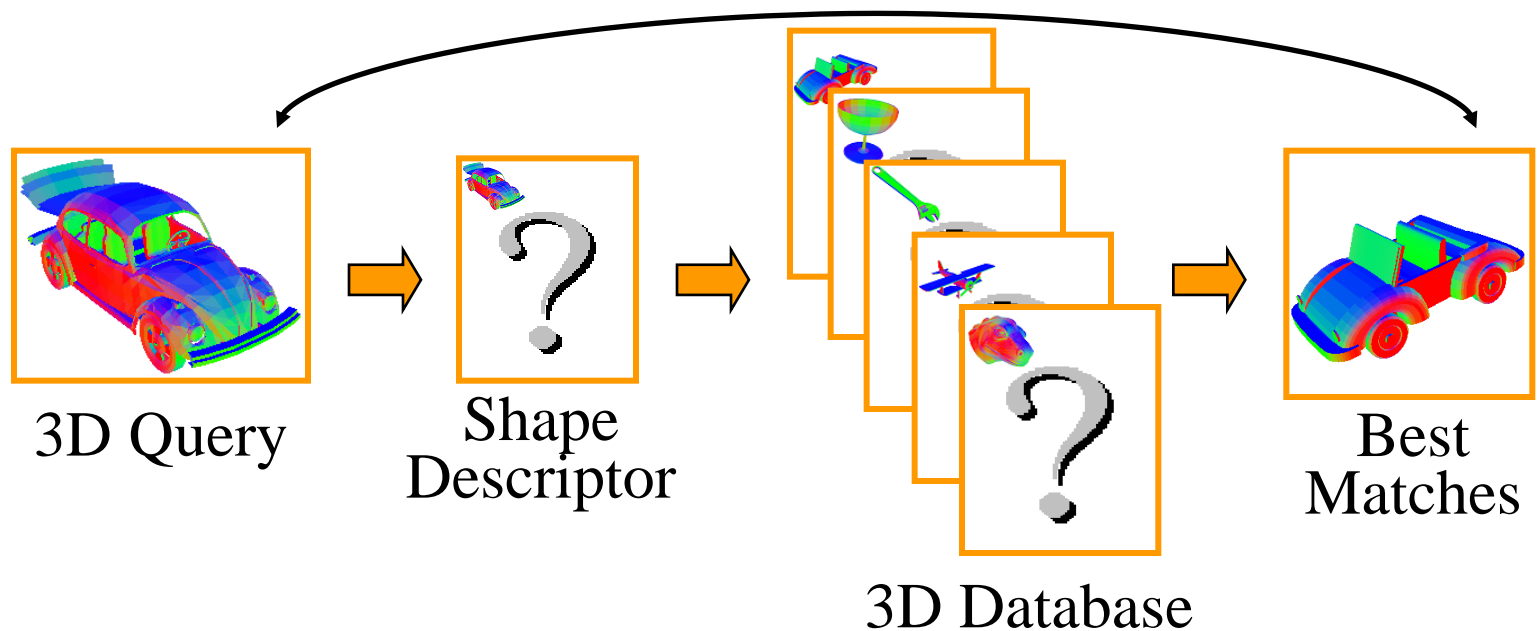 3D Query
Shape
Descriptor
3D Database
Best
Matches